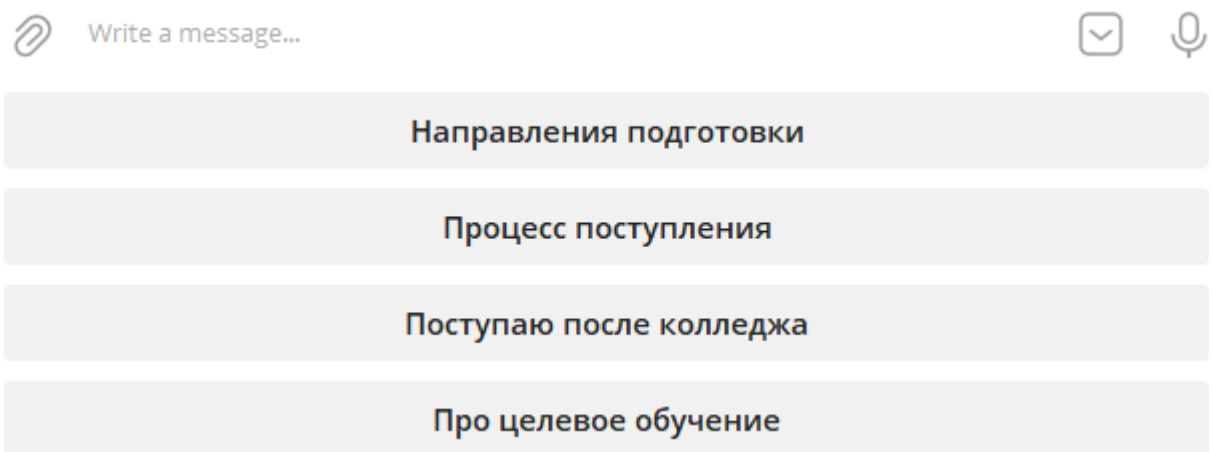 Write a message...
Направления подготовки
Процесс поступления
Поступаю после колледжа
Про целевое обучение